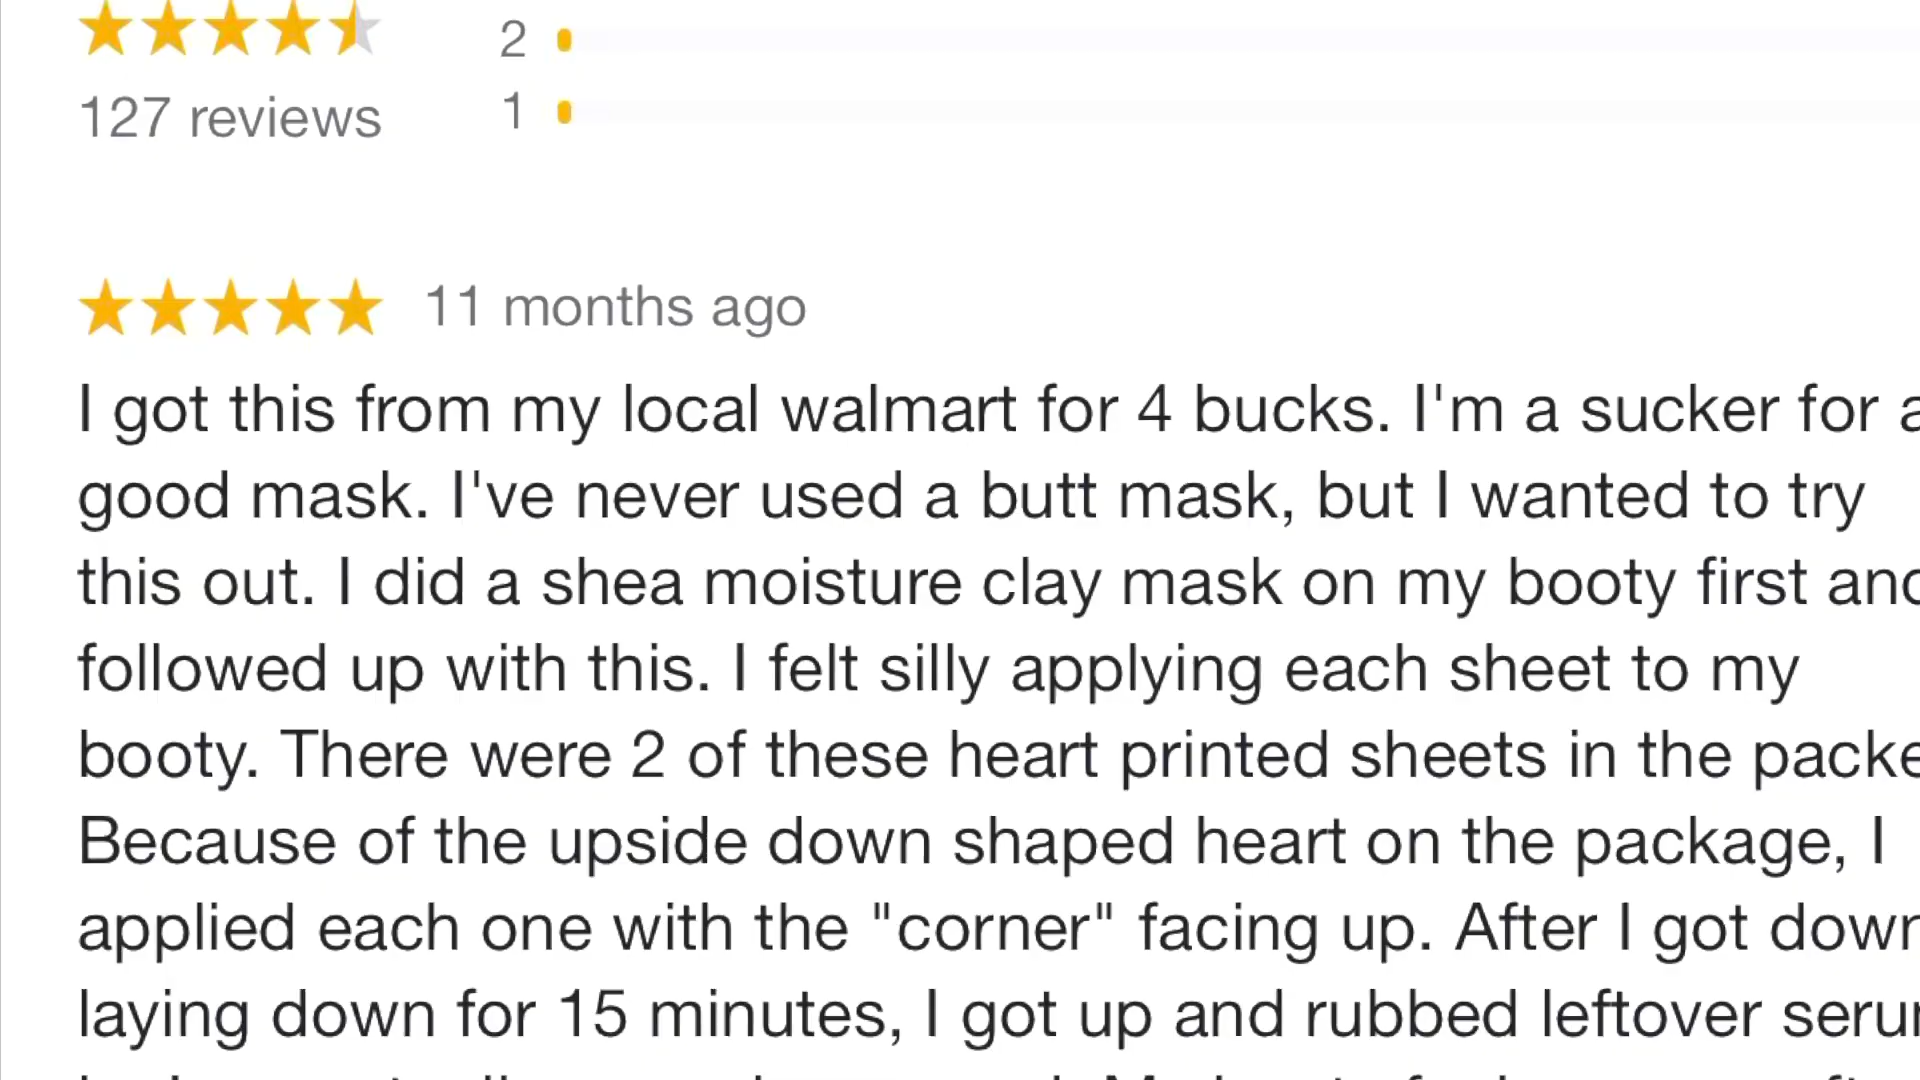 2
127 reviews
1
11 months ago
I got this from my local walmart for 4 bucks. I'm a sucker for a
good mask. I've never used a butt mask, but I wanted to try
this out. I did a shea moisture clay mask on my booty first and
followed up with this. I felt silly applying each sheet to my
booty. There were 2 of these heart printed sheets in the
Because of the upside down shaped heart on the package, I
applied each one with the "corner" facing up. After I got down
laying down for 15 minutes, I got up and rubbed leftover